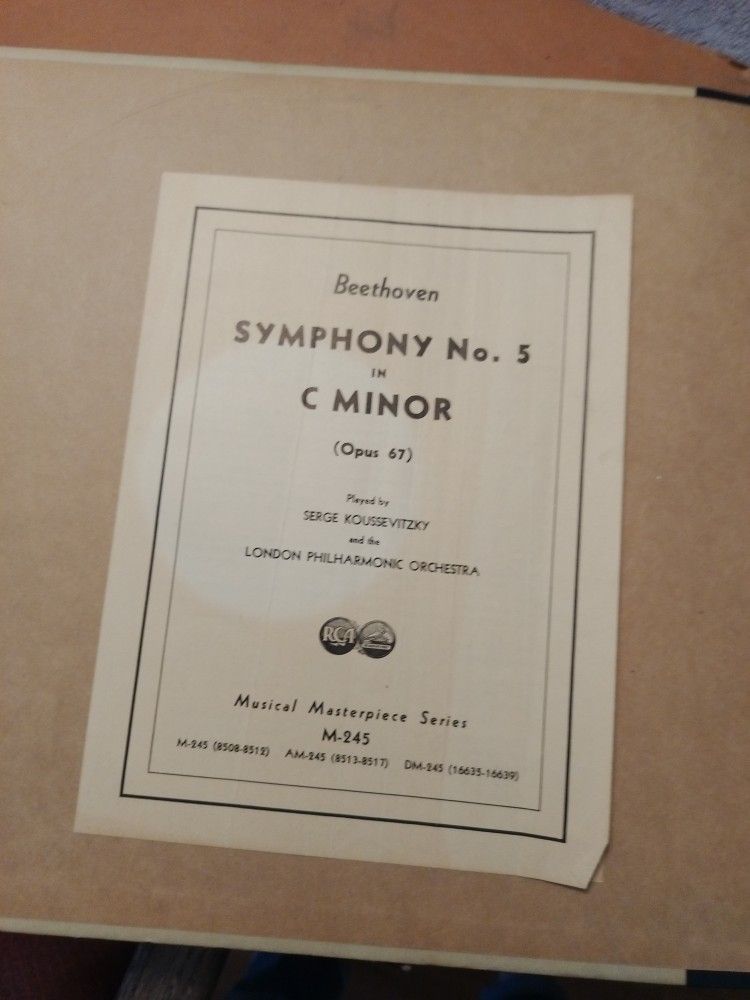 Beethoven
SYMPHONY No. 5
IN
C MINOR
(Opus 67)
Played by
SERGE KOUSSEVITZKY
and the
LONDON PHILHARMONIC ORCHESTRA
RCA
Musical Masterpiece Series
M-245
M-245 (8508-8512) AM-245 (8513-8517) DM-245 (16635-16639)